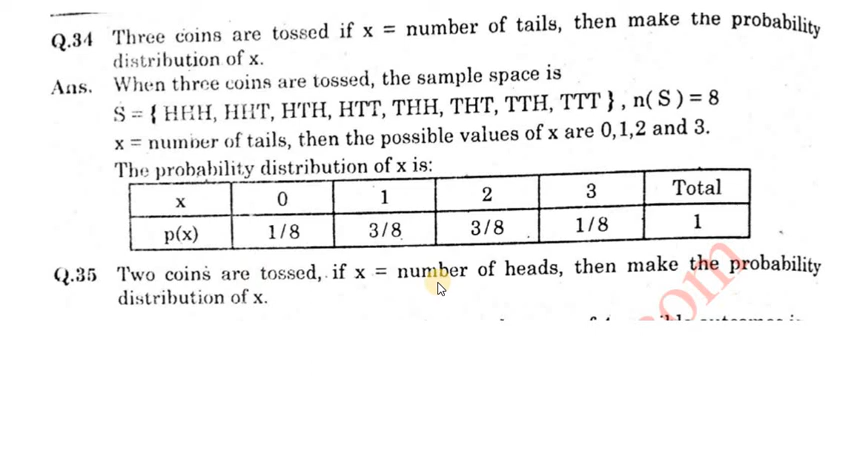 Q.34 Three coins are tossed if x = number of tails, then make the probability
distribution of x.
Ans. When three coins are tossed, the sample space is
S = { HHH, HHT, HTH, HTT, THH, THT, TTH, TTT } , n( S ) = 8
x = number of tails, then the possible values of x are 0,1,2 and 3.
The probability distribution of x is:
x 0 1 2 3 Total
p(x) 1/8 3/8 3/8 1/8 1
Q.35 Two coins are tossed, if x = number of heads, then make the probability
distribution of x.
com